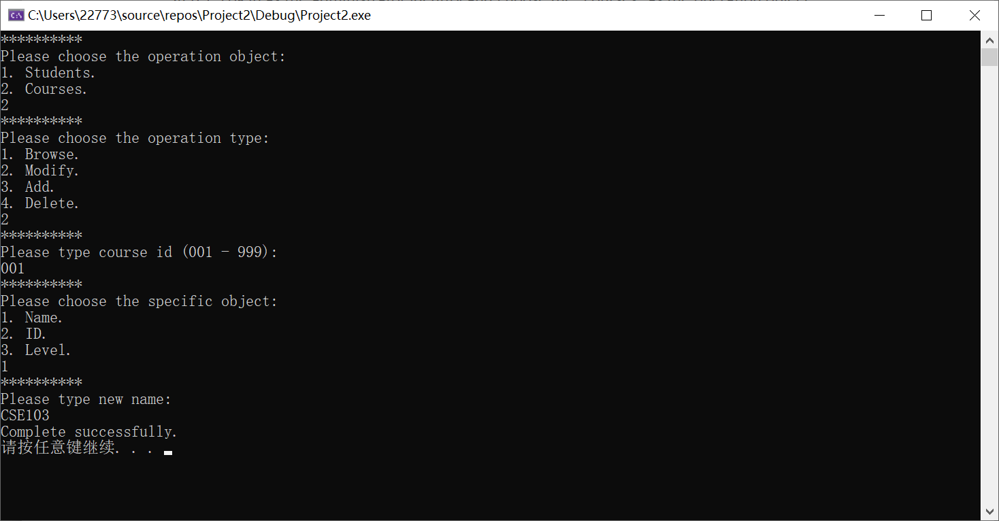 C:\Users\22773\source\repos\Project2\Debug\Project2.exe
**********
Please choose the operation object:
1. Students.
2. Courses.
2
**********
Please choose the operation type:
1. Browse.
2. Modify.
3. Add.
4. Delete.
2
**********
Please type course id (001 - 999):
001
**********
Please choose the specific object:
1. Name.
2. ID.
3. Level.
1
**********
Please type new name:
CSE103
Complete successfully.
请按任意键继续. . .